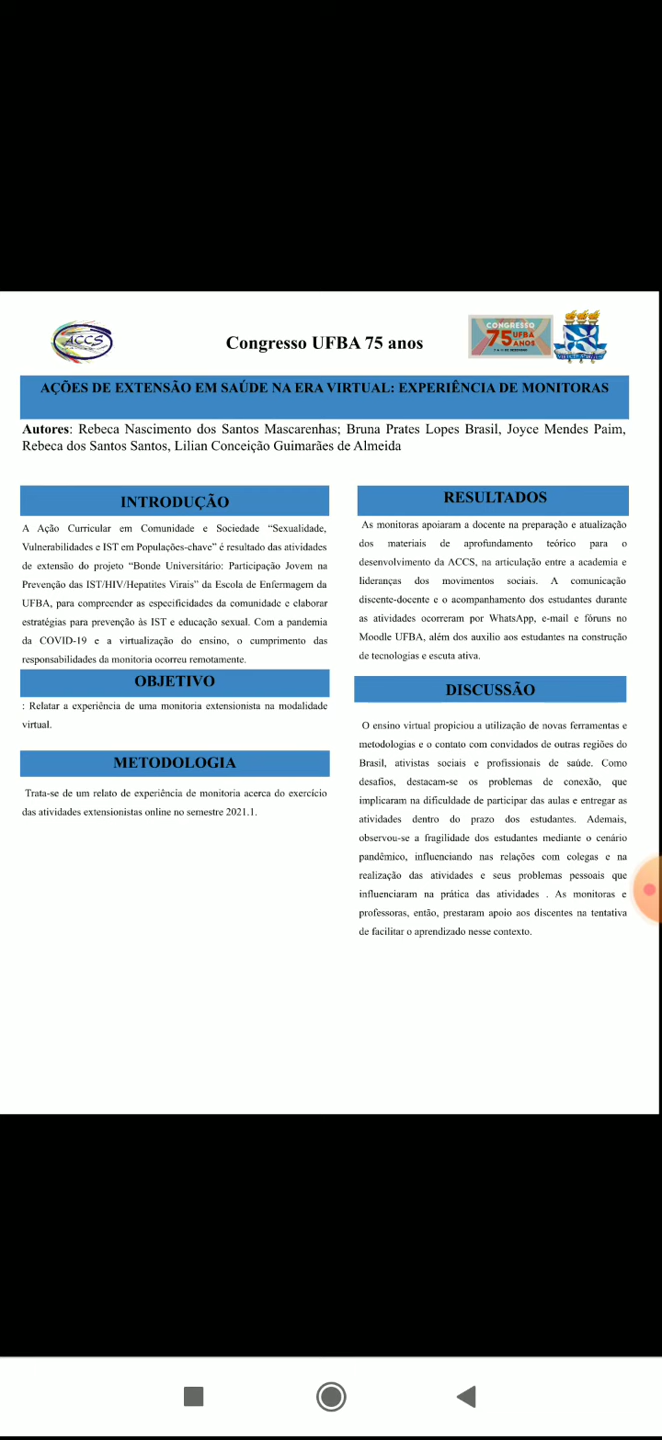 ACCS
Congresso UFBA 75 anos
CONGRESSO
75 UFBA
ANOS
AÇÕES DE EXTENSÃO EM SAÚDE NA ERA VIRTUAL: EXPERIÊNCIA DE MONITORAS
Autores: Rebeca Nascimento dos Santos Mascarenhas; Bruna Prates Lopes Brasil, Joyce Mendes Paim,
Rebeca dos Santos Santos, Lilian Conceição Guimarães de Almeida
INTRODUÇÃO
A Ação Curricular em Comunidade e Sociedade “Sexualidade,
Vulnerabilidades e IST em Populações-chave” é resultado das atividades
de extensão do projeto “Bonde Universitário: Participação Jovem na
Prevenção das IST/HIV/Hepatites Virais” da Escola de Enfermagem da
UFBA, para compreender as especificidades da comunidade e elaborar
estratégias para prevenção às IST e educação sexual. Com a pandemia
da COVID-19 e a virtualização do ensino, o cumprimento das
responsabilidades da monitoria ocorreu remotamente.
OBJETIVO
: Relatar a experiência de uma monitoria extensionista na modalidade
virtual.
METODOLOGIA
Trata-se de um relato de experiência de monitoria acerca do exercício
das atividades extensionistas online no semestre 2021.1.
RESULTADOS
As monitoras apoiaram a docente na preparação e atualização
dos materiais de aprofundamento teórico para o
desenvolvimento da ACCS, na articulação entre a academia e
lideranças dos movimentos sociais. A comunicação
discente-docente e o acompanhamento dos estudantes durante
as atividades ocorreram por WhatsApp, e-mail e fóruns no
Moodle UFBA, além dos auxilio aos estudantes na construção
de tecnologias e escuta ativa.
DISCUSSÃO
O ensino virtual propiciou a utilização de novas ferramentas e
metodologias e o contato com convidados de outras regiões do
Brasil, ativistas sociais e profissionais de saúde. Como
desafios, destacam-se os problemas de conexão, que
implicaram na dificuldade de participar das aulas e entregar as
atividades dentro do prazo dos estudantes. Ademais,
observou-se a fragilidade dos estudantes mediante o cenário
pandêmico, influenciando nas relações com colegas e na
realização das atividades e seus problemas pessoais que
influenciaram na prática das atividades . As monitoras e
professoras, então, prestaram apoio aos discentes na tentativa
de facilitar o aprendizado nesse contexto.